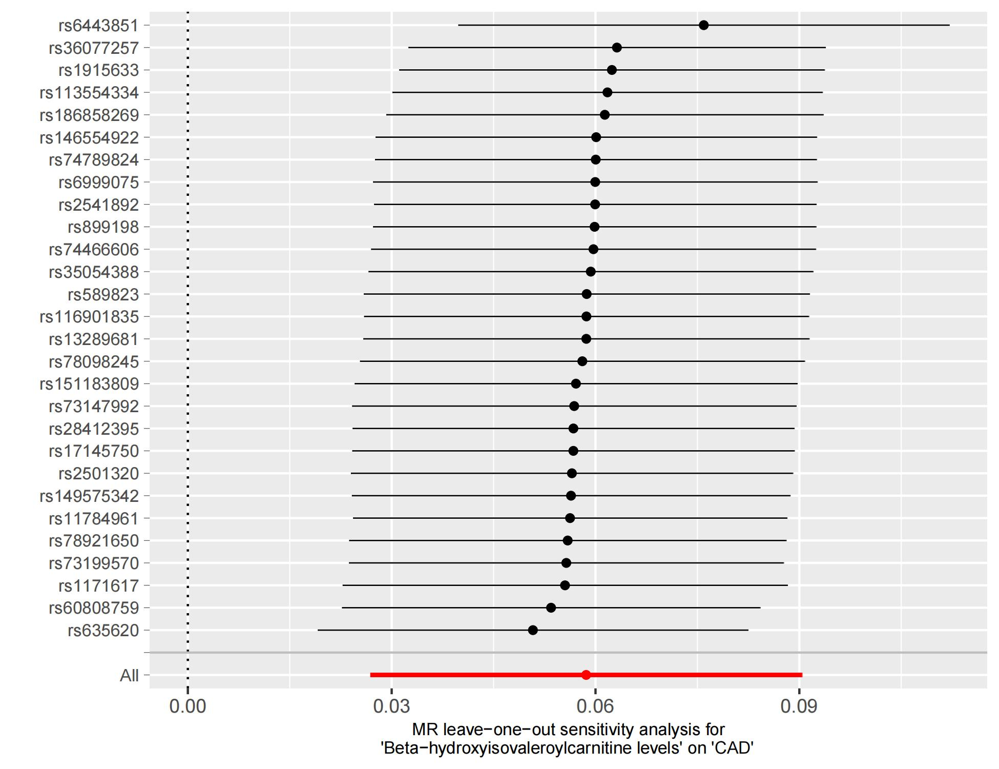 rs6443851
rs36077257
rs1915633
rs113554334
rs186858269
rs146554922
rs74789824
rs6999075
rs2541892
rs899198
rs74466606
rs35054388
rs589823
rs116901835
rs13289681
rs78098245
rs151183809
rs73147992
rs28412395
rs17145750
rs2501320
rs149575342
rs11784961
rs78921650
rs73199570
rs1171617
rs60808759
rs635620
All
0.00 0.03 0.06 0.09
MR leave−one−out sensitivity analysis for
'Beta−hydroxyisovaleroylcarnitine levels' on 'CAD'